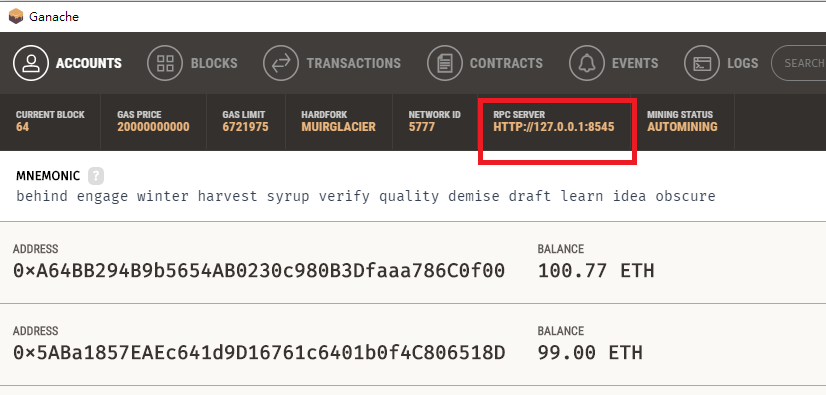 Ganache
ACCOUNTS BLOCKS TRANSACTIONS CONTRACTS EVENTS LOGS SEARCH
CURRENT BLOCK GAS PRICE GAS LIMIT HARDFORK NETWORK ID RPC SERVER MINING STATUS
64 20000000000 6721975 MUIRGLACIER 5777 HTTP://127.0.0.1:8545 AUTOMINING
MNEMONIC ?
behind engage winter harvest syrup verify quality demise draft learn idea obscure
ADDRESS BALANCE
0×A64BB294B9b5654AB0230c980B3Dfaaa786C0f00 100.77 ETH
ADDRESS BALANCE
0×5ABa1857EAEc641d9D16761c6401b0f4C806518D 99.00 ETH